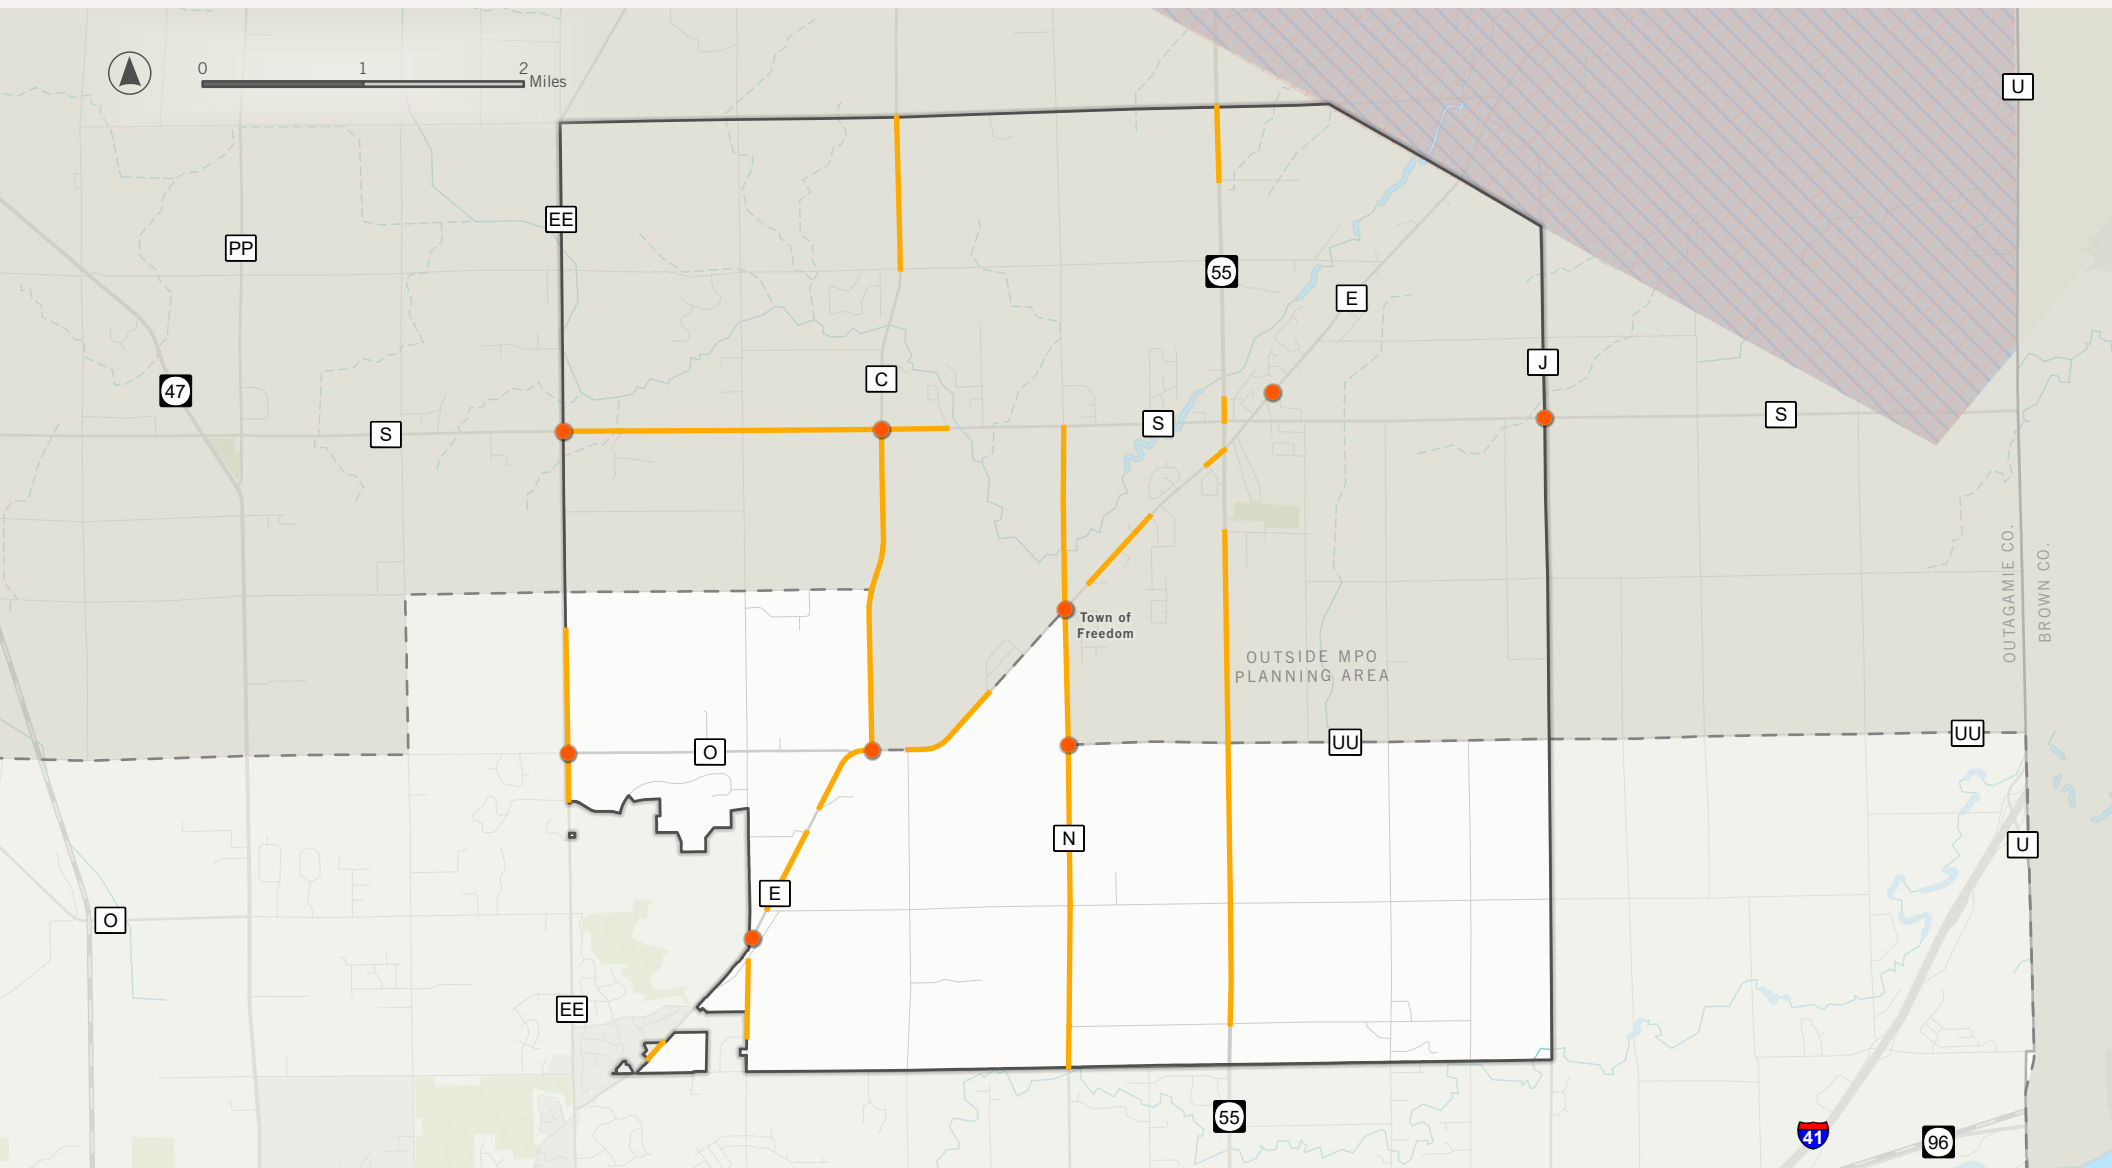 0 1 2
Miles
U
EE
PP
55
E
J
C
47
S
S
S
Town of
Freedom
OUTSIDE MPO
PLANNING AREA
OUTAGAMIE CO.
BROWN CO.
O
UU
UU
N
U
E
O
EE
55
41
96